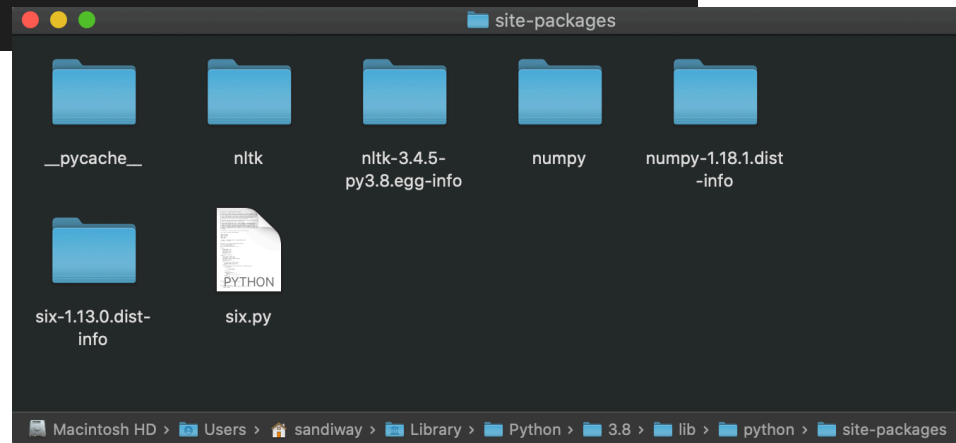 site-packages
__pycache__
nltk
nltk-3.4.5-
py3.8.egg-info
numpy
numpy-1.18.1.dist
-info
PYTHON
six-1.13.0.dist-
info
six.py
Macintosh HD › Users › sandiway › Library › Python › 3.8 › lib › python › site-packages